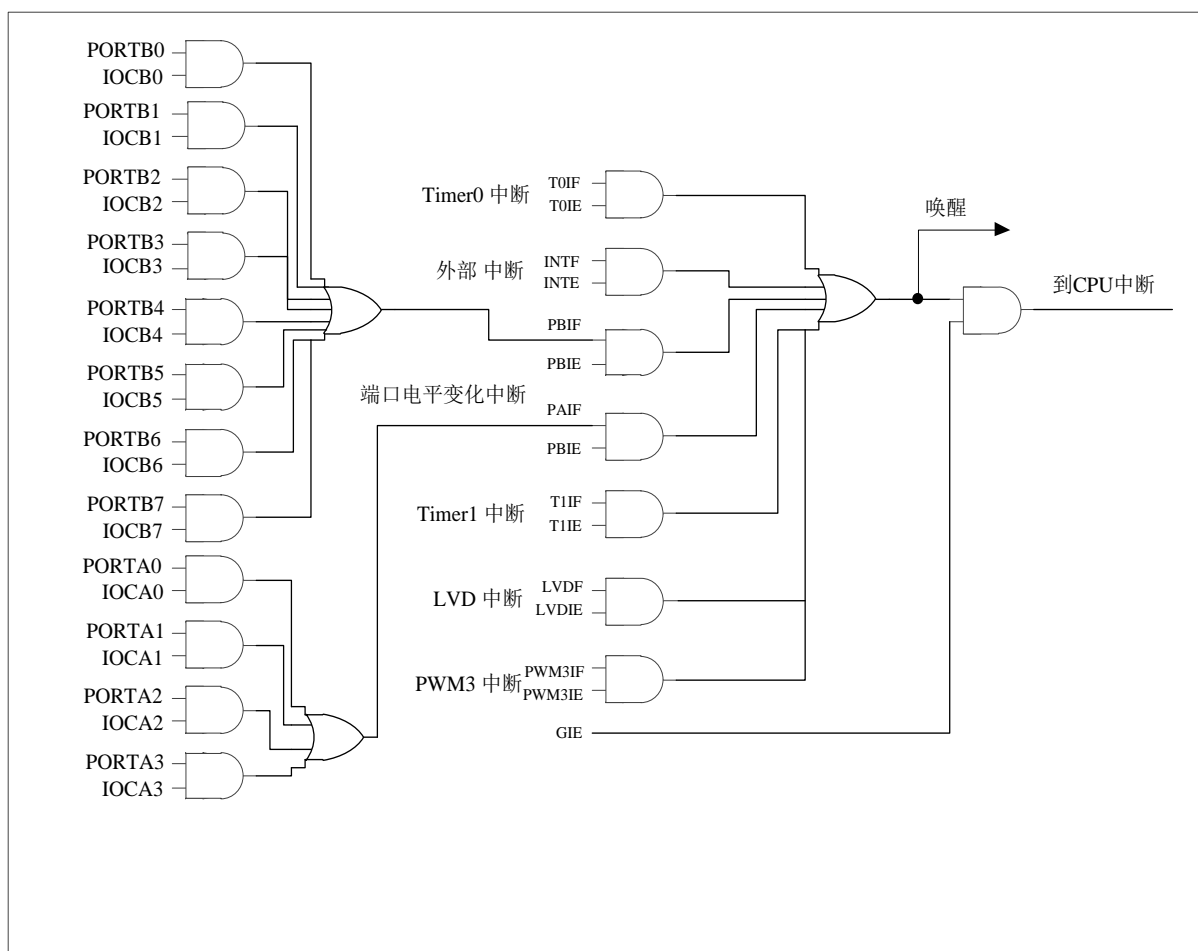 PORTB0
IOCB0
PORTB1
IOCB1
PORTB2
IOCB2
PORTB3
IOCB3
PORTB4
IOCB4
PORTB5
IOCB5
PORTB6
IOCB6
PORTB7
IOCB7
PORTA0
IOCA0
PORTA1
IOCA1
PORTA2
IOCA2
PORTA3
IOCA3
Timer0 中断
T0IF
T0IE
外部 中断
INTF
INTE
PBIF
PBIE
端口电平变化中断
PAIF
PBIE
Timer1 中断
T1IF
T1IE
LVD 中断
LVDF
LVDIE
PWM3 中断
PWM3IF
PWM3IE
GIE
唤醒
到CPU中断